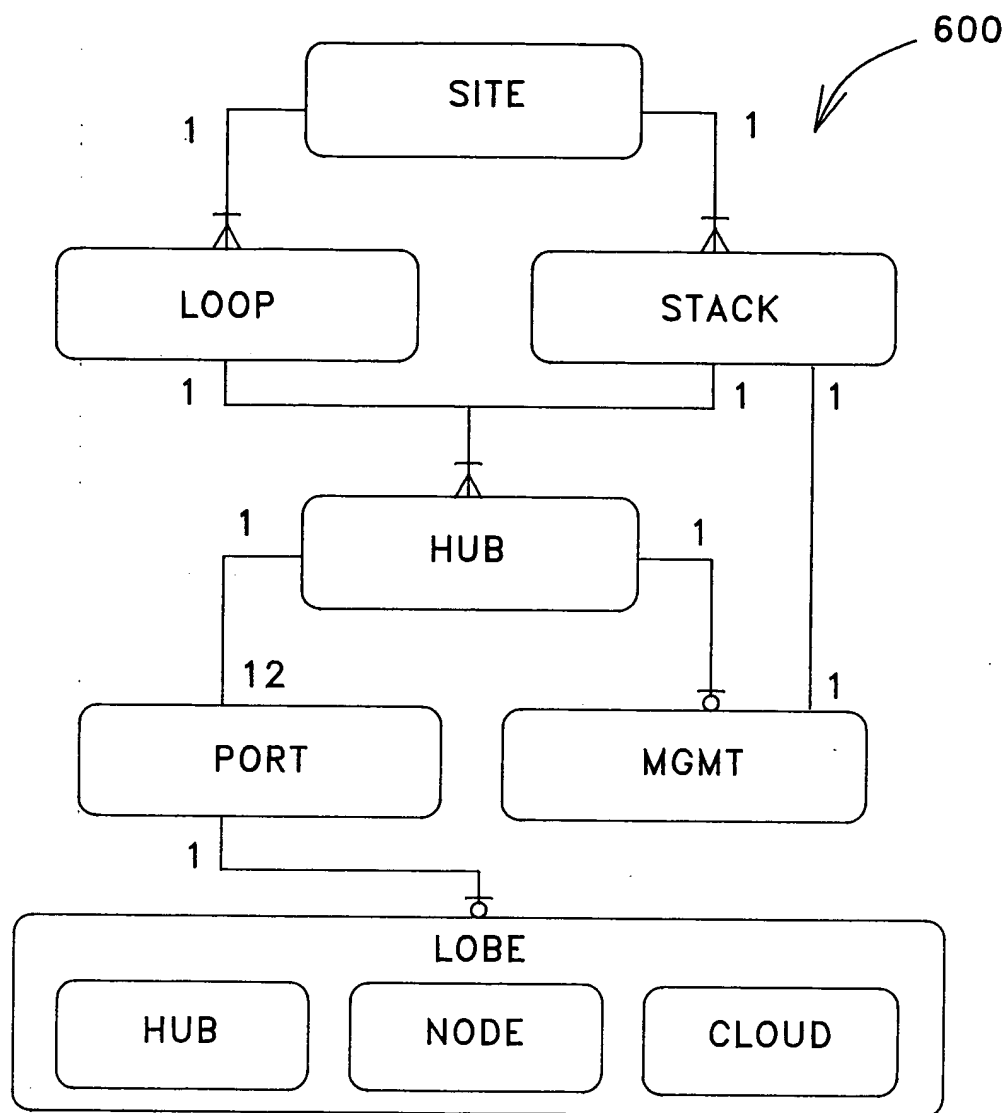 600
SITE
1 1
LOOP STACK
1 1 1
HUB
1 1
12 1
PORT MGMT
1
LOBE
HUB NODE CLOUD